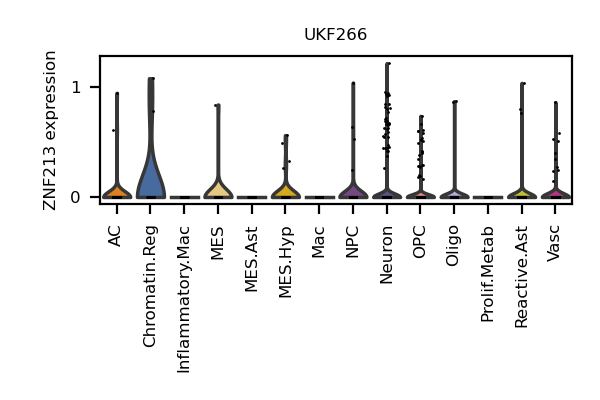 UKF266
ZNF213 expression
1
0
AC
Chromatin.Reg
Inflammatory.Mac
MES
MES.Ast
MES.Hyp
Mac
NPC
Neuron
OPC
Oligo
Prolif.Metab
Reactive.Ast
Vasc